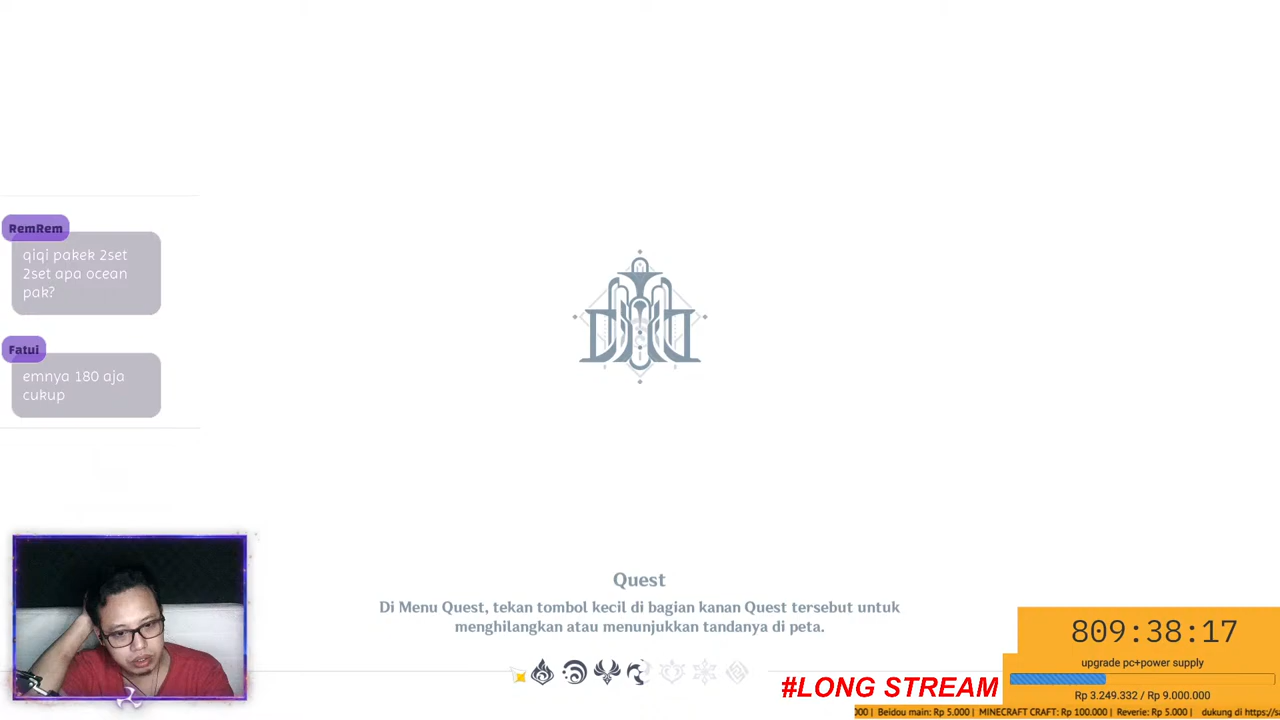 RemRem
qiqi pakek 2set
2set apa ocean
pak?
Fatui
emnya 180 aja
cukup
Quest
Di Menu Quest, tekan tombol kecil di bagian kanan Quest tersebut untuk
menghilangkan atau menunjukkan tandanya di peta.
#LONG STREAM
809:38:17
upgrade pc+power supply
Rp 3.249.332 / Rp 9.000.000
000 | Beidou main: Rp 5.000 | MINECRAFT CRAFT: Rp 100.000 | Reverie: Rp 5.000 | dukung di https://s